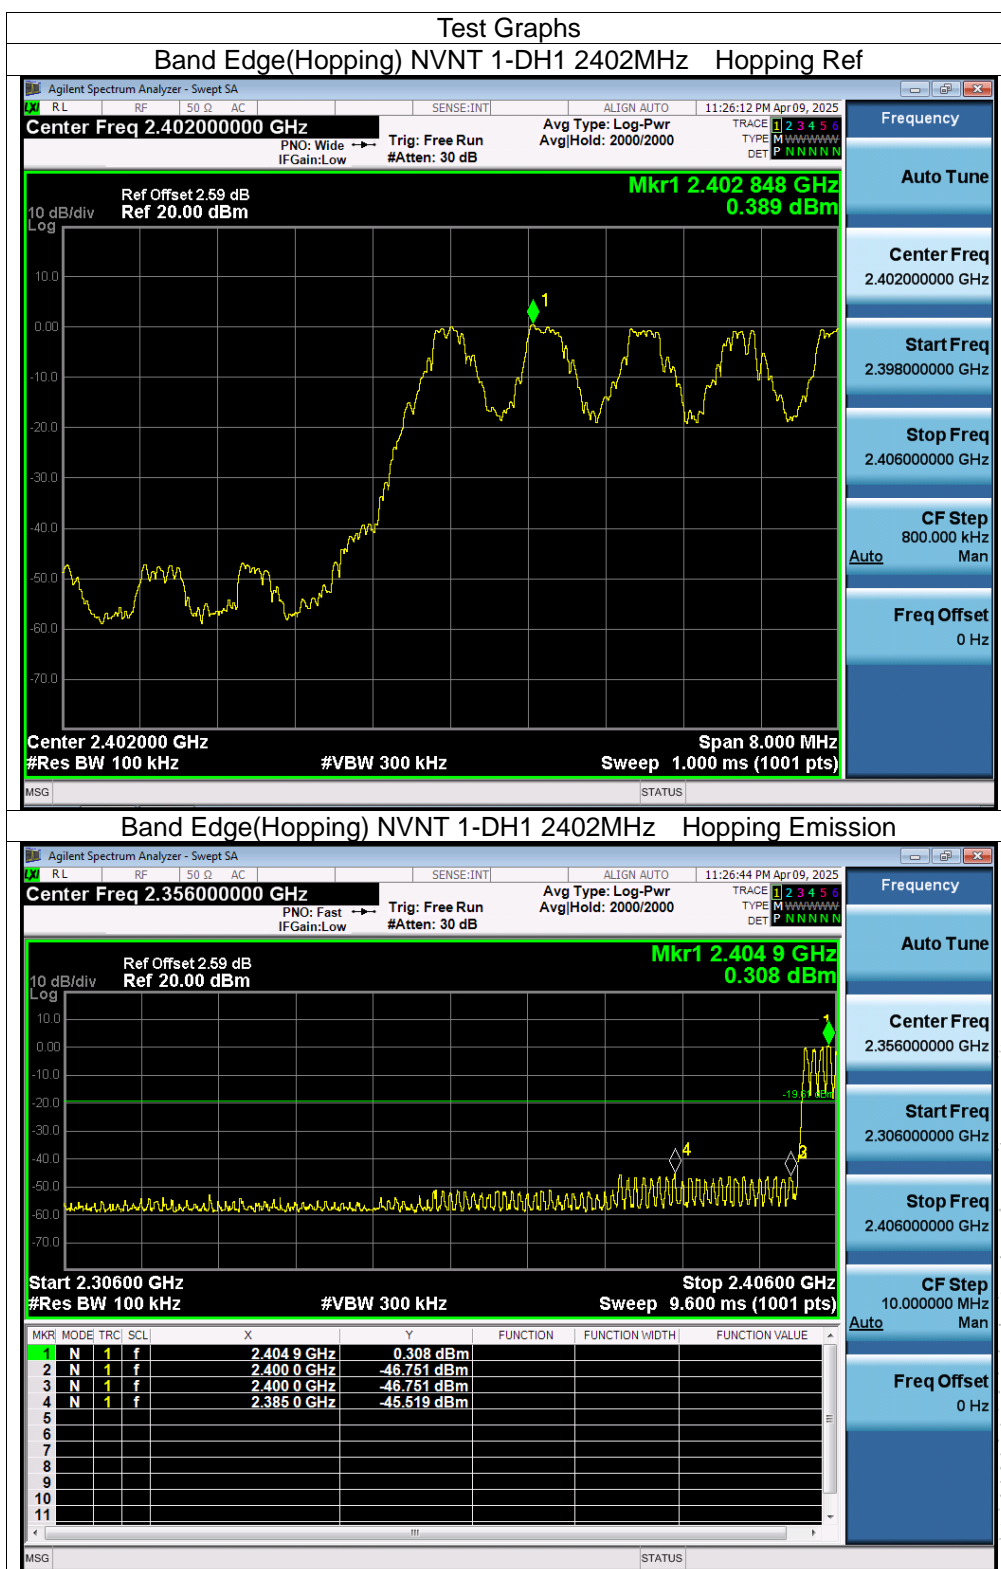 Test Graphs
Band Edge(Hopping) NVNT 1-DH1 2402MHz Hopping Ref
Agilent Spectrum Analyzer - Swept SA
LXI RL RF 50 Ω AC SENSE:INT ALIGN AUTO 11:26:12 PM Apr 09, 2025
Center Freq 2.402000000 GHz
PNO: Wide
IFGain:Low
Trig: Free Run
#Atten: 30 dB
Avg Type: Log-Pwr
Avg|Hold: 2000/2000
TRACE 1 2 3 4 5 6
TYPE M WWWWW
DET P N N N N N
Frequency
Mkr1 2.402 848 GHz
0.389 dBm
Ref Offset 2.59 dB
10 dB/div Ref 20.00 dBm
Log
10.0
0.00
-10.0
-20.0
-30.0
-40.0
-50.0
-60.0
-70.0
1
Center 2.402000 GHz Span 8.000 MHz
#Res BW 100 kHz #VBW 300 kHz Sweep 1.000 ms (1001 pts)
Auto Tune
Center Freq
2.402000000 GHz
Start Freq
2.398000000 GHz
Stop Freq
2.406000000 GHz
CF Step
800.000 kHz
Auto Man
Freq Offset
0 Hz
MSG STATUS
Band Edge(Hopping) NVNT 1-DH1 2402MHz Hopping Emission
Agilent Spectrum Analyzer - Swept SA
LXI RL RF 50 Ω AC SENSE:INT ALIGN AUTO 11:26:44 PM Apr 09, 2025
Center Freq 2.356000000 GHz
PNO: Fast
IFGain:Low
Trig: Free Run
#Atten: 30 dB
Avg Type: Log-Pwr
Avg|Hold: 2000/2000
TRACE 1 2 3 4 5 6
TYPE M WWWWW
DET P N N N N N
Frequency
Mkr1 2.404 9 GHz
0.308 dBm
Ref Offset 2.59 dB
10 dB/div Ref 20.00 dBm
Log
10.0
0.00
-10.0
-20.0
-30.0
-40.0
-50.0
-60.0
-70.0
1
-19.61 dBm
4
Start 2.30600 GHz Stop 2.40600 GHz
#Res BW 100 kHz #VBW 300 kHz Sweep 9.600 ms (1001 pts)
MKR MODE TRC SCL X Y FUNCTION FUNCTION WIDTH FUNCTION VALUE
1 N 1 f 2.404 9 GHz 0.308 dBm
2 N 1 f 2.400 0 GHz -46.751 dBm
3 N 1 f 2.400 0 GHz -46.751 dBm
4 N 1 f 2.385 0 GHz -45.519 dBm
5
6
7
8
9
10
11
Auto Tune
Center Freq
2.356000000 GHz
Start Freq
2.306000000 GHz
Stop Freq
2.406000000 GHz
CF Step
10.000000 MHz
Auto Man
Freq Offset
0 Hz
MSG STATUS